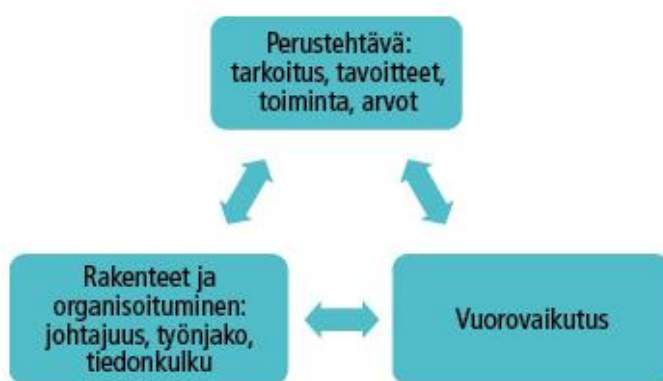 Perustehtävä:
tarkoitus, tavoitteet,
toiminta, arvot
Rakenteet ja
organisoituminen:
johtajuus, työnjako,
tiedonkulku
Vuorovaikutus